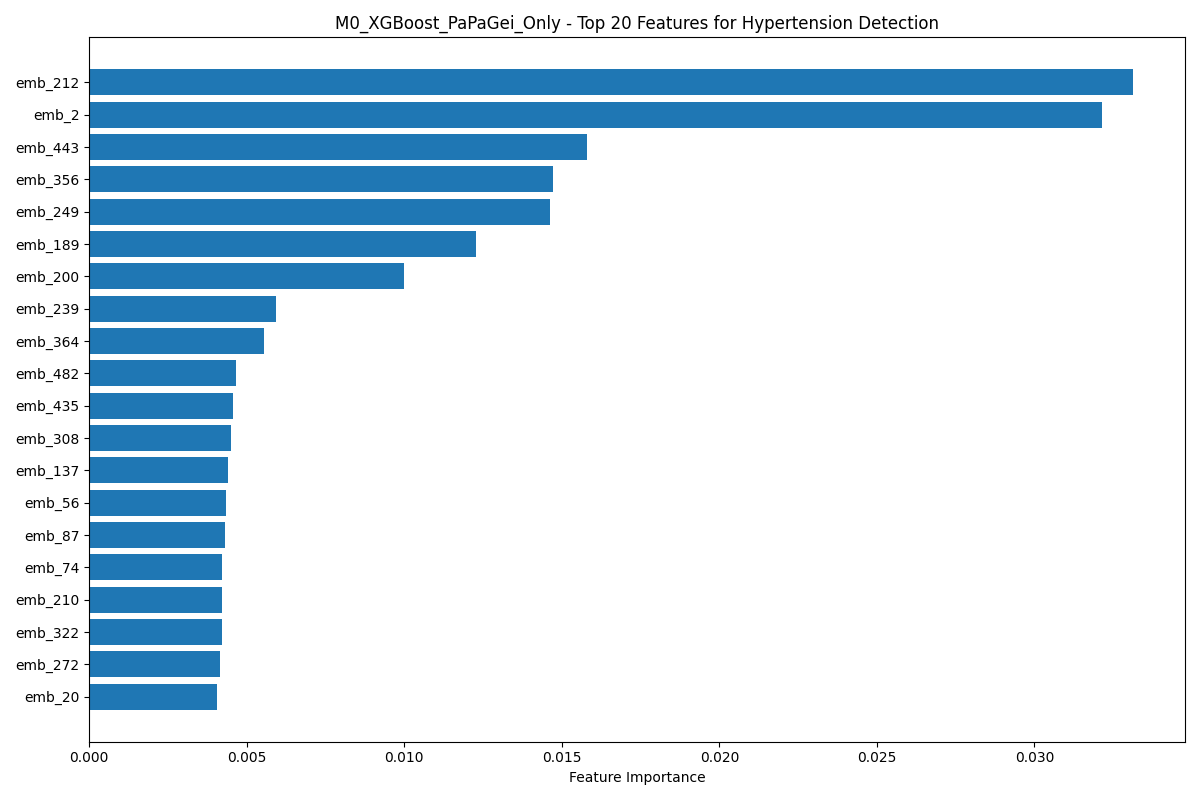 M0_XGBoost_PaPaGei_Only - Top 20 Features for Hypertension Detection
emb_212
emb_2
emb_443
emb_356
emb_249
emb_189
emb_200
emb_239
emb_364
emb_482
emb_435
emb_308
emb_137
emb_56
emb_87
emb_74
emb_210
emb_322
emb_272
emb_20
0.000 0.005 0.010 0.015 0.020 0.025 0.030
Feature Importance